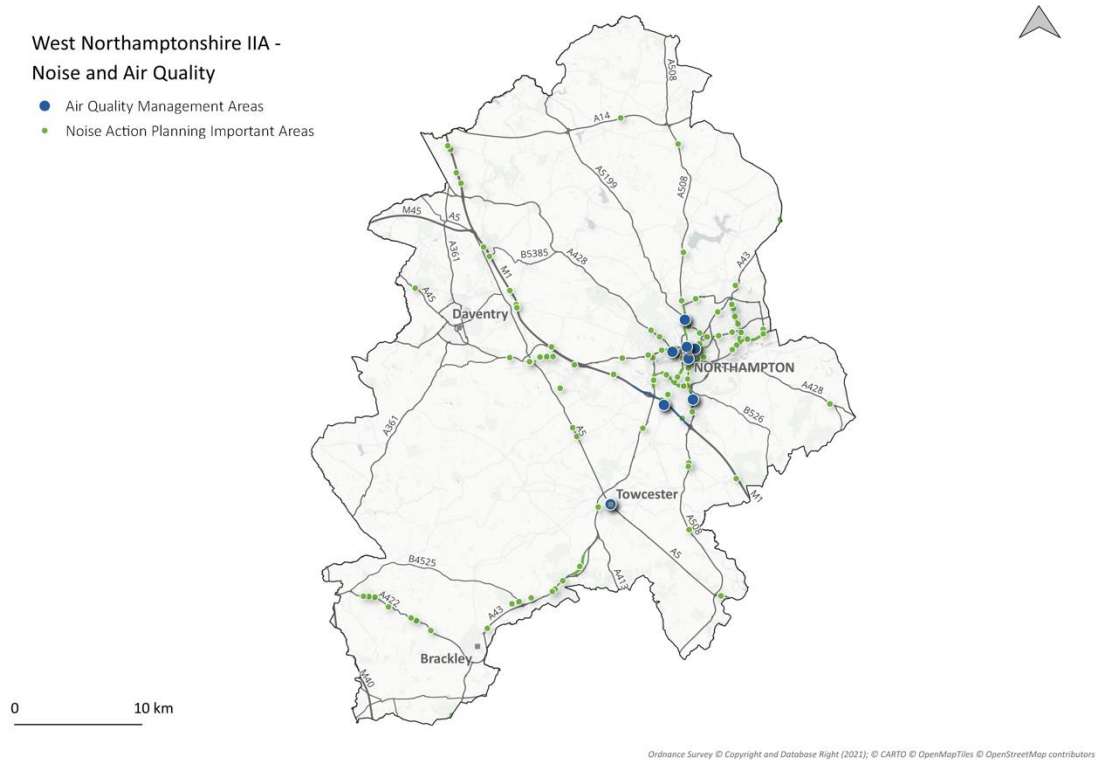 West Northamptonshire IIA -
Noise and Air Quality
Air Quality Management Areas
Noise Action Planning Important Areas
A508
A14
A5199
A508
M45
A5
A361
B5385
A428
A43
M1
A45
Daventry
NORTHAMPTON
A428
B526
A361
A5
Towcester
M1
A508
A5
B4525
A413
A422
A43
Brackley
M40
0 10 km
Ordnance Survey © Copyright and Database Right (2021); © CARTO © OpenMapTiles © OpenStreetMap contributors